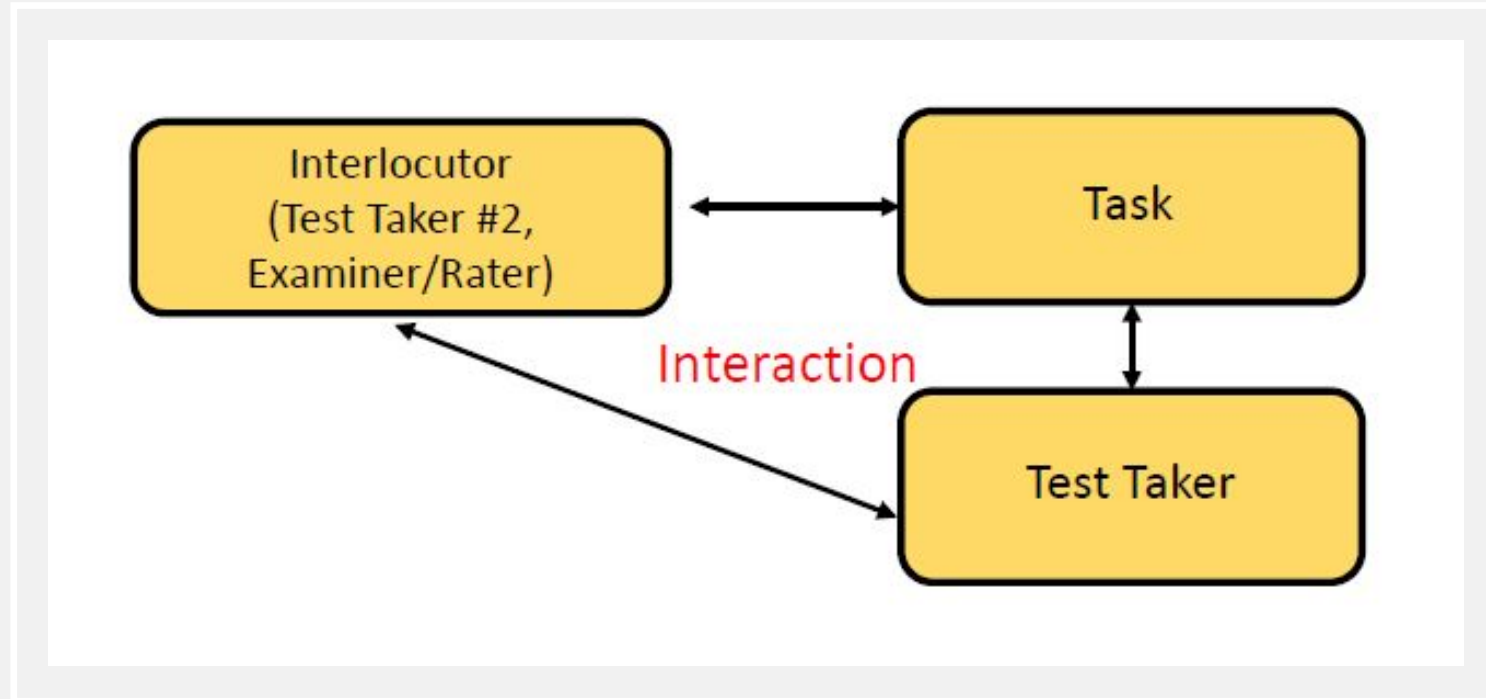 Interlocutor
(Test Taker #2,
Examiner/Rater)
Task
Interaction
Test Taker